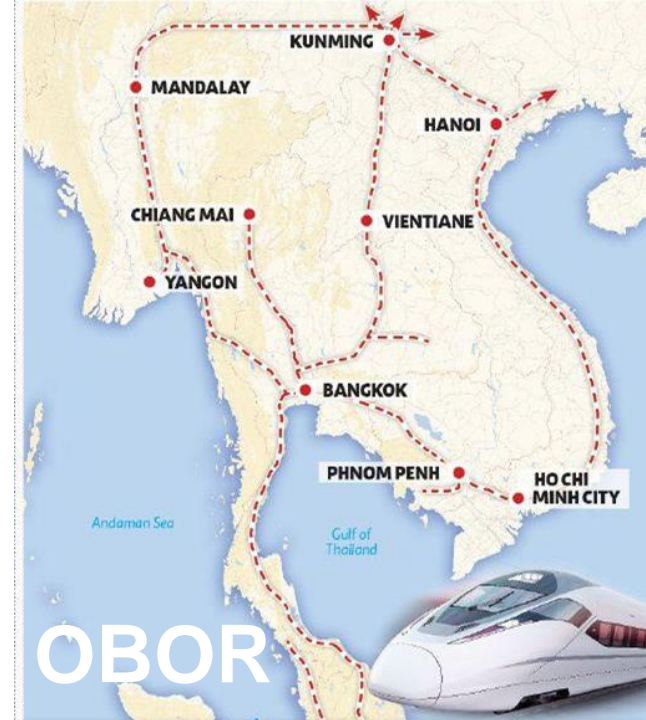 KUNMING
MANDALAY
HANOI
CHIANG MAI
VIENTIANE
YANGON
BANGKOK
PHNOM PENH
HO CHI
MINH CITY
Andaman Sea
Gulf of
Thailand
OBOR